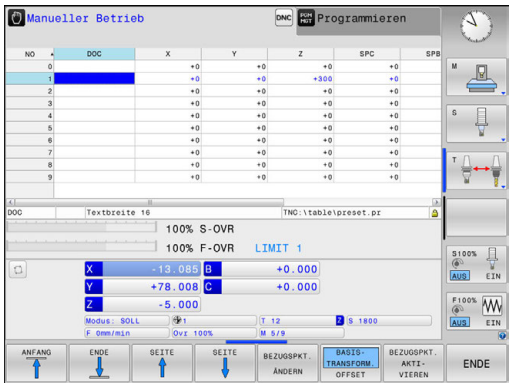 Manueller Betrieb DNC PGM MGT Programmieren
NO DOC X Y Z SPC SPB
0 +0 +0 +0 +0
1 +0 +0 +300 +0
2 +0 +0 +0 +0
3 +0 +0 +0 +0
4 +0 +0 +0 +0
5 +0 +0 +0 +0
6 +0 +0 +0 +0
7 +0 +0 +0 +0
8 +0 +0 +0 +0
9 +0 +0 +0 +0
DOC Textbreite 16 TNC:\table\preset.pr
100% S-OVR
100% F-OVR LIMIT 1
X -13.085 B +0.000
Y +78.008 C +0.000
Z -5.000
Modus: SOLL 1 T 12 Z S 1800
F 0mm/min Ovr 100% M 5/9
M
S
T
S100%
AUS EIN
F100%
AUS EIN
ANFANG
ENDE
SEITE
SEITE
BEZUGSPKT.
ÄNDERN
BASIS-
TRANSFORM.
OFFSET
BEZUGSPKT.
AKTI-
VIEREN
ENDE